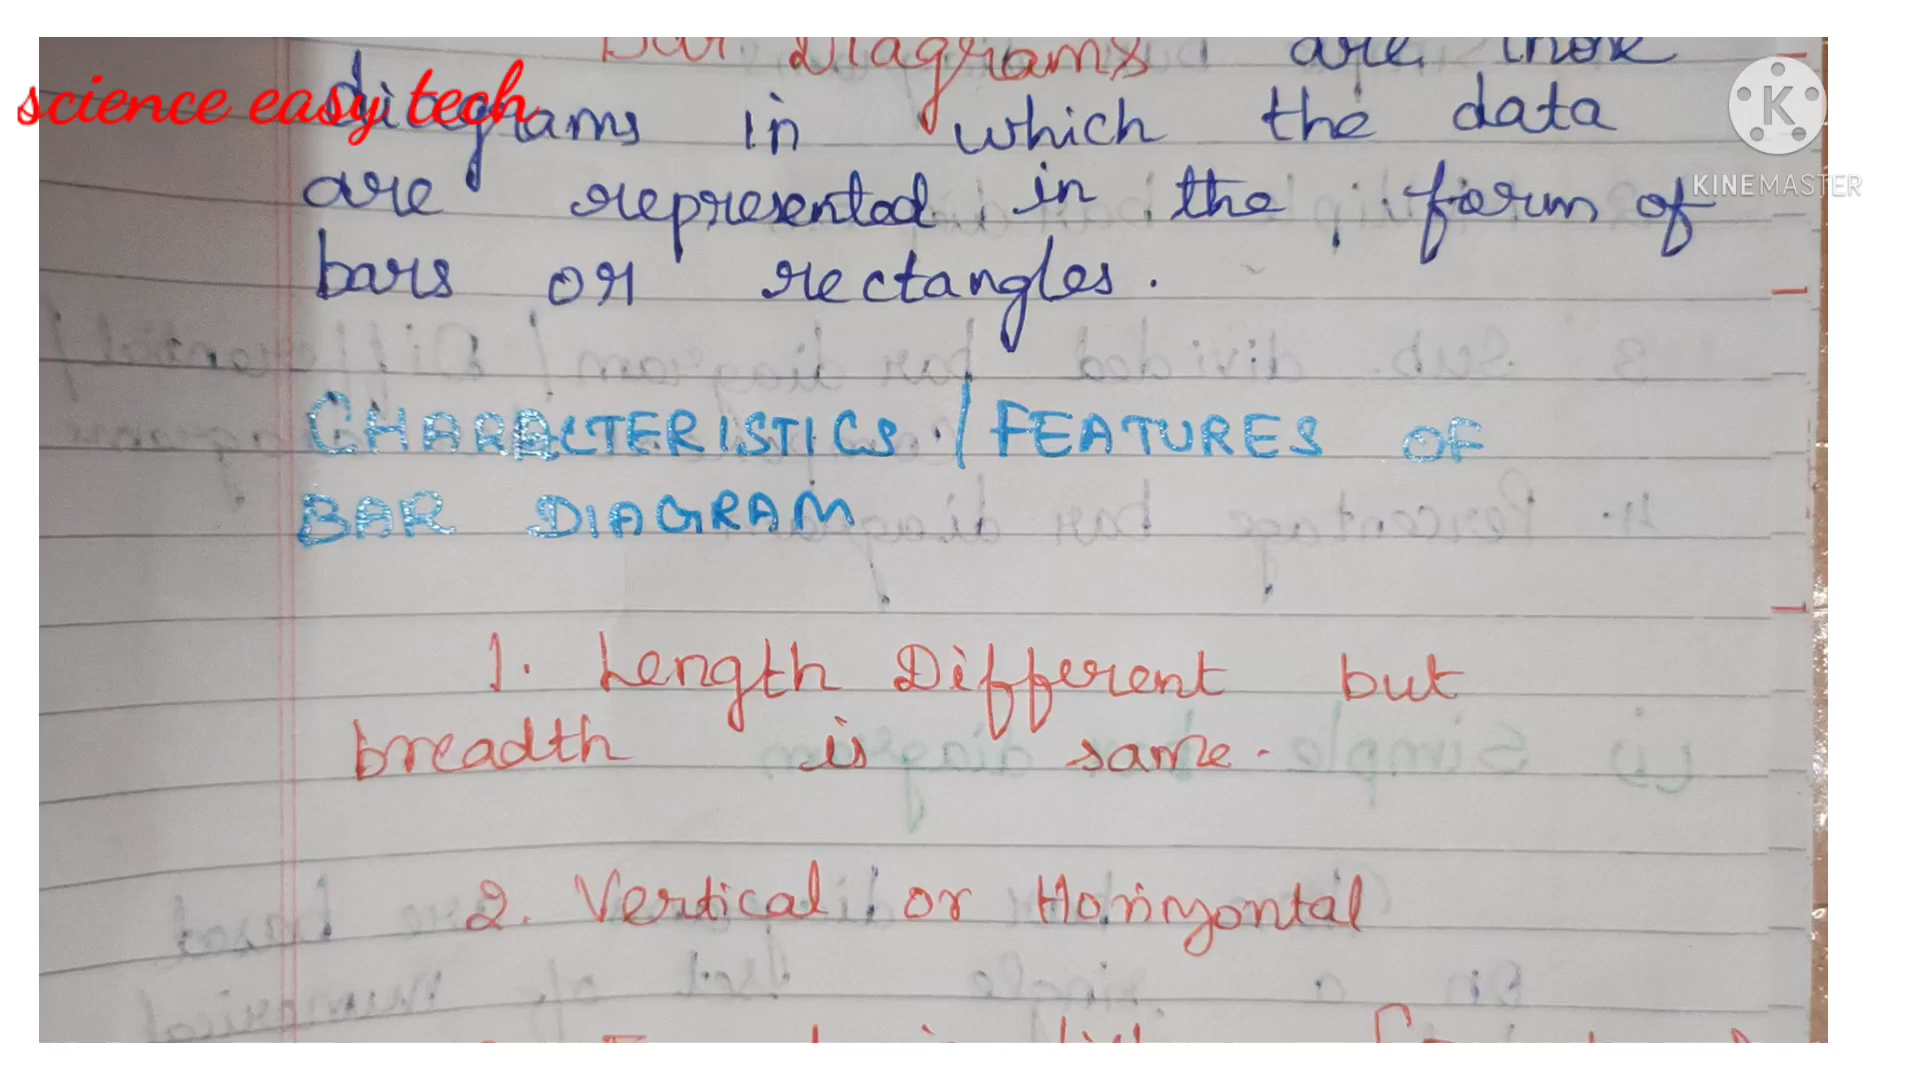 Bar Diagrams are those
science easy tech
diagrams in which the data
are represented in the form of
bars or rectangles.
CHARACTERISTICS / FEATURES OF
BAR DIAGRAM
1. Length Different but
breadth is same.
2. Vertical or Horizontal
KINEMASTER